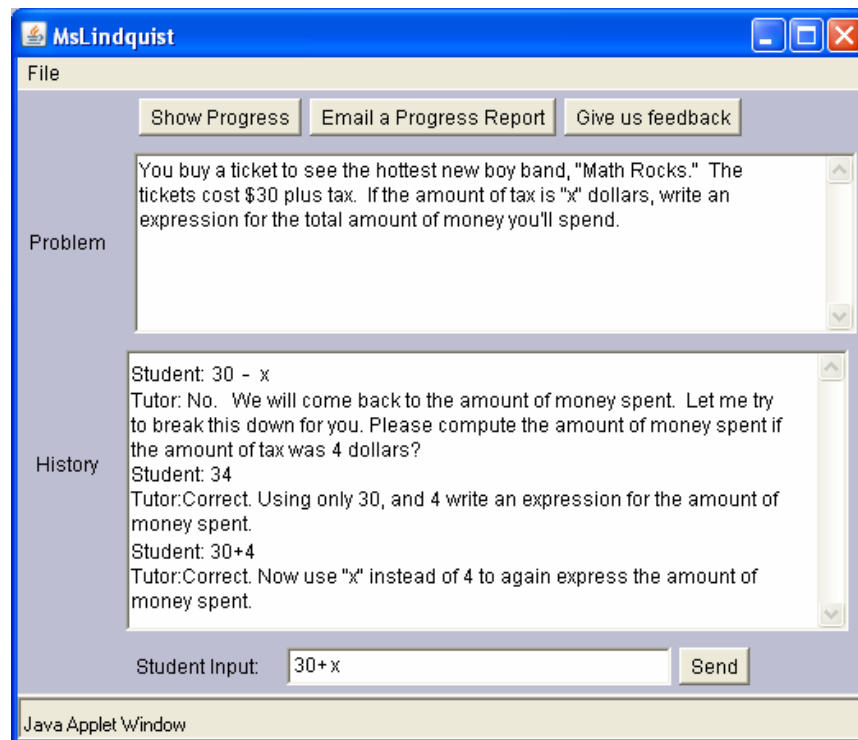 MsLindquist
File
Show Progress Email a Progress Report Give us feedback
Problem
You buy a ticket to see the hottest new boy band, "Math Rocks." The
tickets cost $30 plus tax. If the amount of tax is "x" dollars, write an
expression for the total amount of money you'll spend.
History
Student: 30 - x
Tutor: No. We will come back to the amount of money spent. Let me try
to break this down for you. Please compute the amount of money spent if
the amount of tax was 4 dollars?
Student: 34
Tutor:Correct. Using only 30, and 4 write an expression for the amount of
money spent.
Student: 30+4
Tutor:Correct. Now use "x" instead of 4 to again express the amount of
money spent.
Student Input: 30+x Send
Java Applet Window